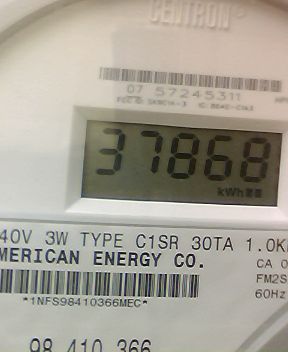 CENTRON®
07 57245311
37868
kWh
40V 3W TYPE C1SR 30TA 1.0K
MERICAN ENERGY CO.
CA 0
FM2S
60Hz
*1NFS98410366MEC*
98 410 366